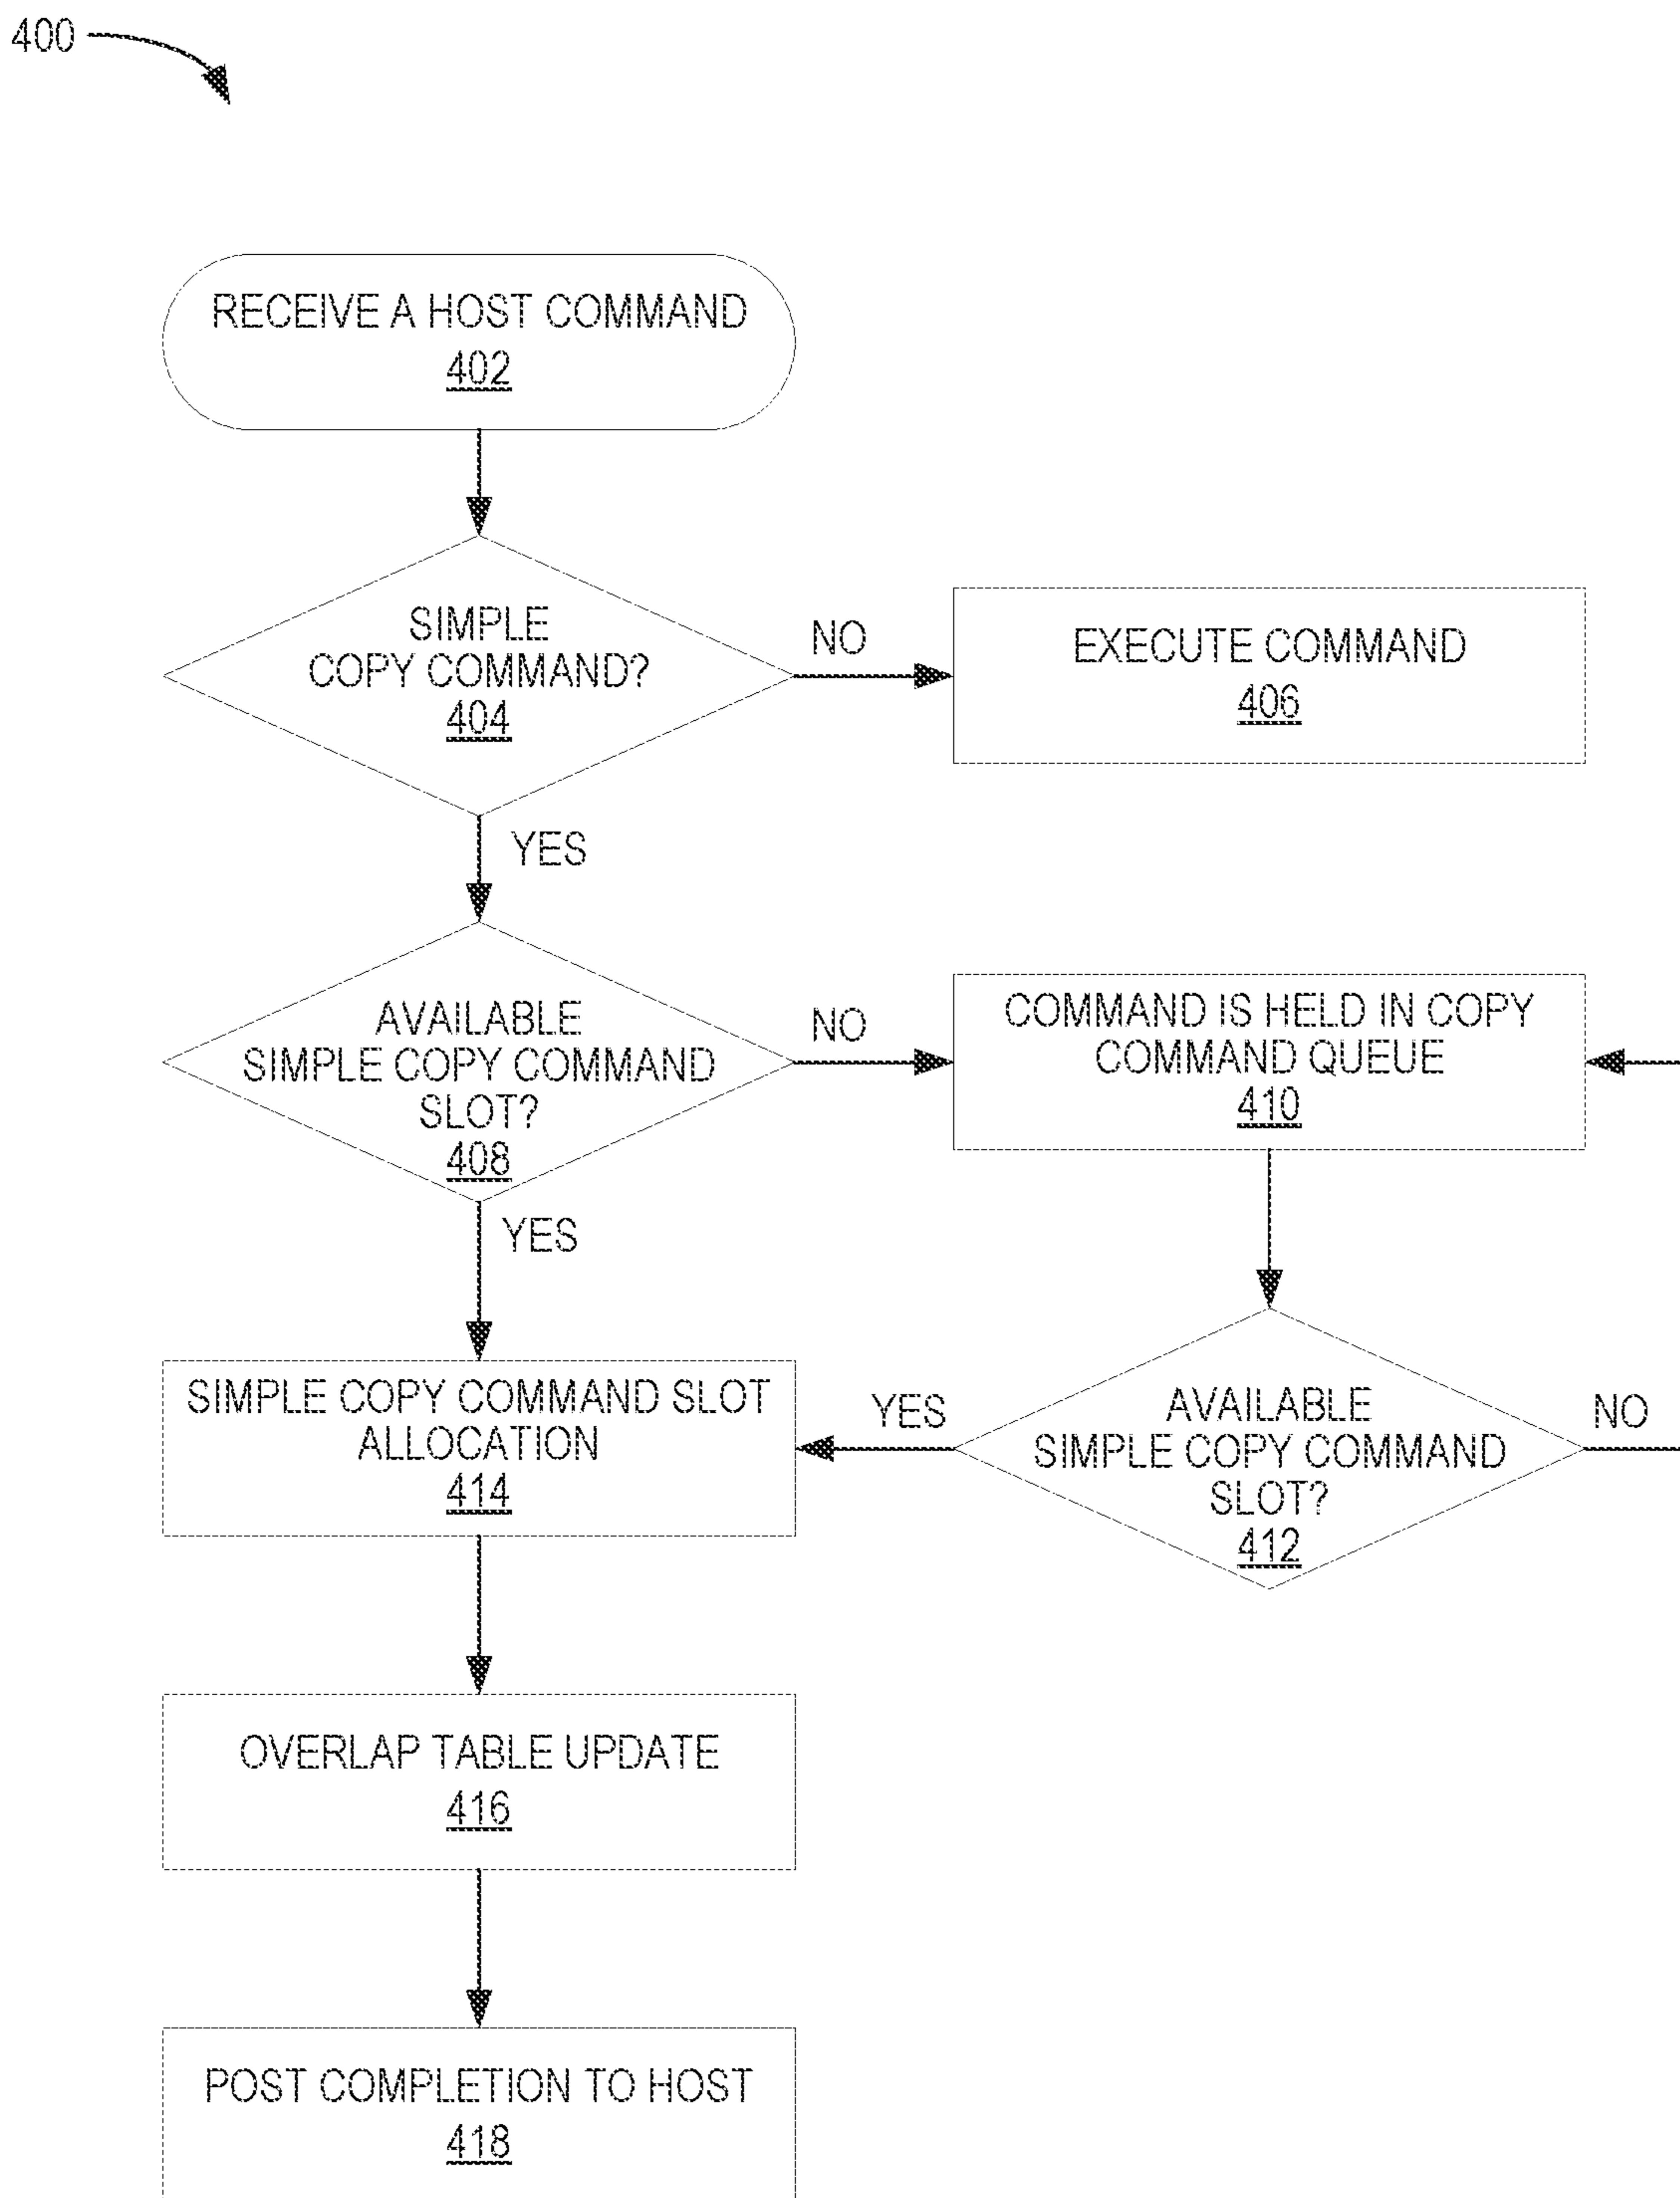 400
RECEIVE A HOST COMMAND
402
SIMPLE
COPY COMMAND?
404
NO
EXECUTE COMMAND
406
YES
AVAILABLE
SIMPLE COPY COMMAND
SLOT?
408
NO
COMMAND IS HELD IN COPY
COMMAND QUEUE
410
YES
SIMPLE COPY COMMAND SLOT
ALLOCATION
414
YES
AVAILABLE
SIMPLE COPY COMMAND
SLOT?
412
NO
OVERLAP TABLE UPDATE
416
POST COMPLETION TO HOST
418